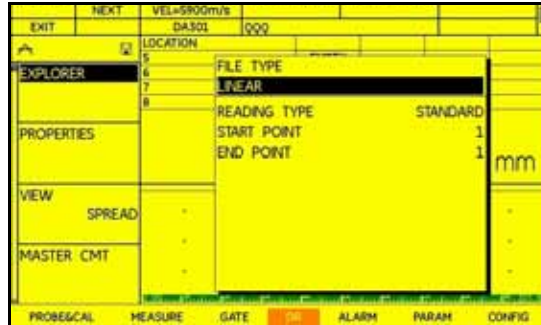 NEXT VEL=5900m/s
EXIT DA301 QQQ
LOCATION
5
EXPLORER 6
7
8
FILE TYPE
LINEAR
READING TYPE STANDARD
START POINT 1
END POINT 1
PROPERTIES
mm
VIEW
SPREAD
MASTER CMT
PROBE&CAL MEASURE GATE DR ALARM PARAM CONFIG